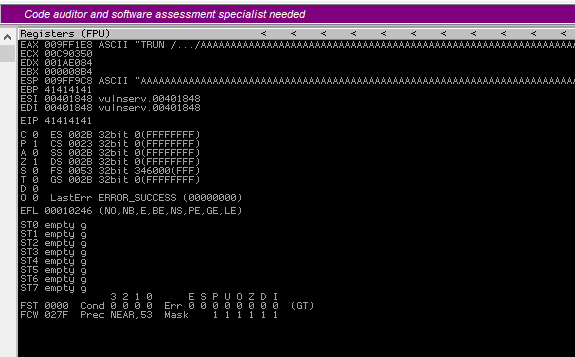 Code auditor and software assessment specialist needed
Registers (FPU) < < < < < < < < < < <
EAX 009FF1E8 ASCII "TRUN /.../AAAAAAAAAAAAAAAAAAAAAAAAAAAAAAAAAAAAAAAAAAAAAAAAAAAAAAA
ECX 00C90350
EDX 001AE084
EBX 000008B4
ESP 009FF9C8 ASCII "AAAAAAAAAAAAAAAAAAAAAAAAAAAAAAAAAAAAAAAAAAAAAAAAAAAAAAAAAAAAAAAAAAAAAA
EBP 41414141
ESI 00401848 vulnserv.00401848
EDI 00401848 vulnserv.00401848
EIP 41414141
C 0 ES 002B 32bit 0(FFFFFFFF)
P 1 CS 0023 32bit 0(FFFFFFFF)
A 0 SS 002B 32bit 0(FFFFFFFF)
Z 1 DS 002B 32bit 0(FFFFFFFF)
S 0 FS 0053 32bit 346000(FFF)
T 0 GS 002B 32bit 0(FFFFFFFF)
D 0
O 0 LastErr ERROR_SUCCESS (00000000)
EFL 00010246 (NO,NB,E,BE,NS,PE,GE,LE)
ST0 empty g
ST1 empty g
ST2 empty g
ST3 empty g
ST4 empty g
ST5 empty g
ST6 empty g
ST7 empty g
3 2 1 0 E S P U O Z D I
FST 0000 Cond 0 0 0 0 Err 0 0 0 0 0 0 0 0 (GT)
FCW 027F Prec NEAR,53 Mask 1 1 1 1 1 1